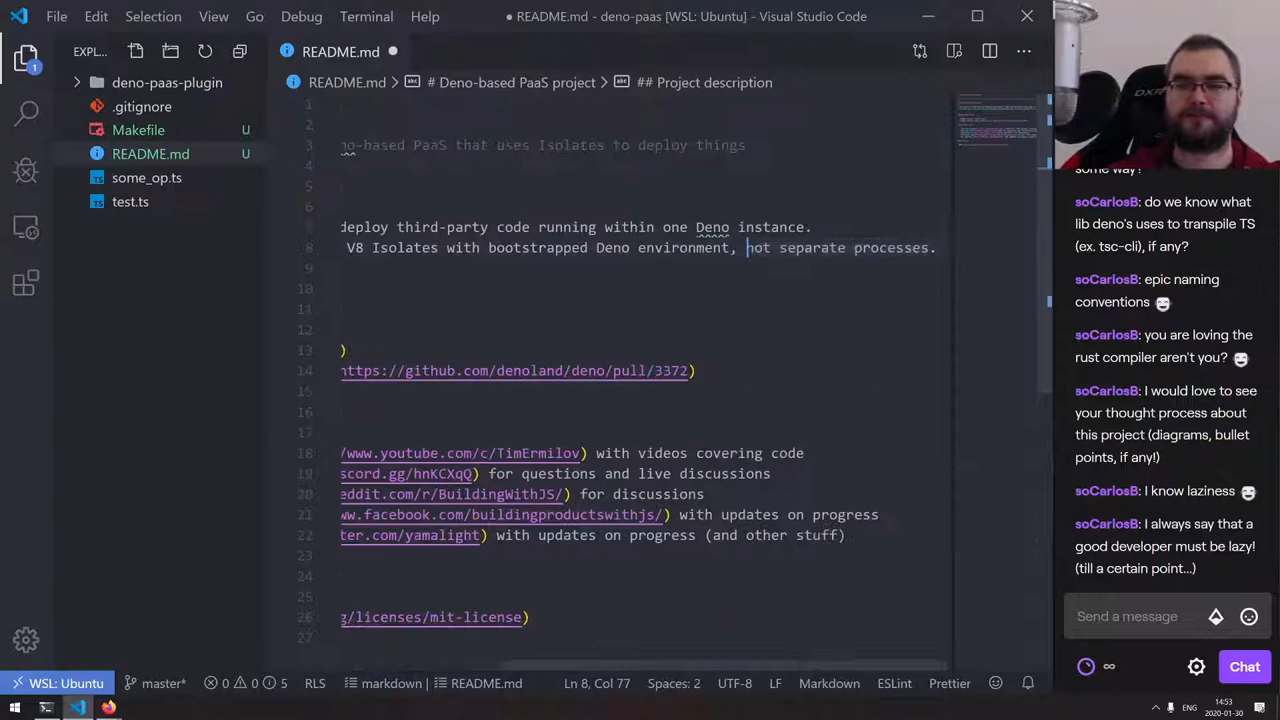 File Edit Selection View Go Debug Terminal Help
● README.md - deno-paas [WSL: Ubuntu] - Visual Studio Code
EXPL...
README.md
README.md > # Deno-based PaaS project > ## Project description
1
deno-paas-plugin
.gitignore
Makefile U
README.md U
some_op.ts
test.ts
1
2
no-based PaaS that uses Isolates to deploy things
4
5
6
deploy third-party code running within one Deno instance.
8 V8 Isolates with bootstrapped Deno environment, not separate processes.
9
10
11
12
13 )
14 https://github.com/denoland/deno/pull/3372)
15
16
17
18 /www.youtube.com/c/TimErmilov) with videos covering code
19 scord.gg/hnKCXqQ) for questions and live discussions
20 eddit.com/r/BuildingWithJS/) for discussions
21 ww.facebook.com/buildingproductswithjs/) with updates on progress
22 ter.com/yamalight) with updates on progress (and other stuff)
23
24
25
26 g/licenses/mit-license)
27
WSL: Ubuntu master* 0 0 5 RLS markdown | README.md Ln 8, Col 77 Spaces: 2 UTF-8 LF Markdown ESLint Prettier
DXR
some way?
soCarlosB: do we know what
lib deno's uses to transpile TS
(ex. tsc-cli), if any?
soCarlosB: epic naming
conventions
soCarlosB: you are loving the
rust compiler aren't you?
soCarlosB: I would love to see
your thought process about
this project (diagrams, bullet
points, if any!)
soCarlosB: I know laziness
soCarlosB: I always say that a
good developer must be lazy!
(till a certain point...)
Send a message
∞
Chat
ENG
14:53
2020-01-30